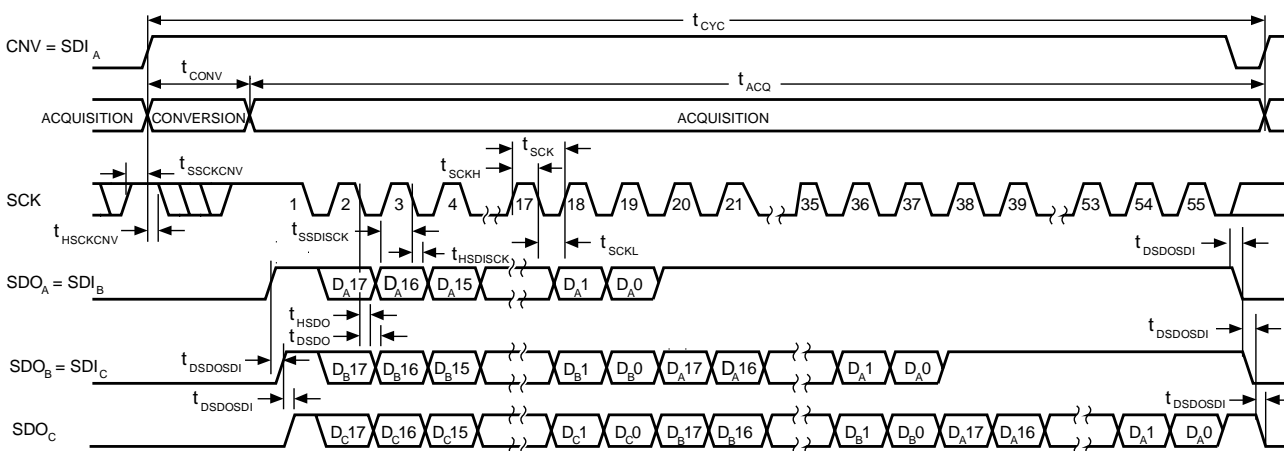 tCYC
CNV = SDIA
tCONV
tACQ
ACQUISITION CONVERSION ACQUISITION
tSCK
tSSCKCNV
tSCKH
SCK
1 2 3 4 17 18 19 20 21 35 36 37 38 39 53 54 55
tHSCKCNV
tSSDISCK
tHSDISCK
tSCKL
tDSDOSDI
SDOA = SDIB
DA17 DA16 DA15 DA1 DA0
tHSDO
tDSDO
tDSDOSDI
tDSDOSDI
SDOB = SDIC
DB17 DB16 DB15 DB1 DB0 DA17 DA16 DA1 DA0
tDSDOSDI
tDSDOSDI
SDOC
DC17 DC16 DC15 DC1 DC0 DB17 DB16 DB1 DB0 DA17 DA16 DA1 DA0